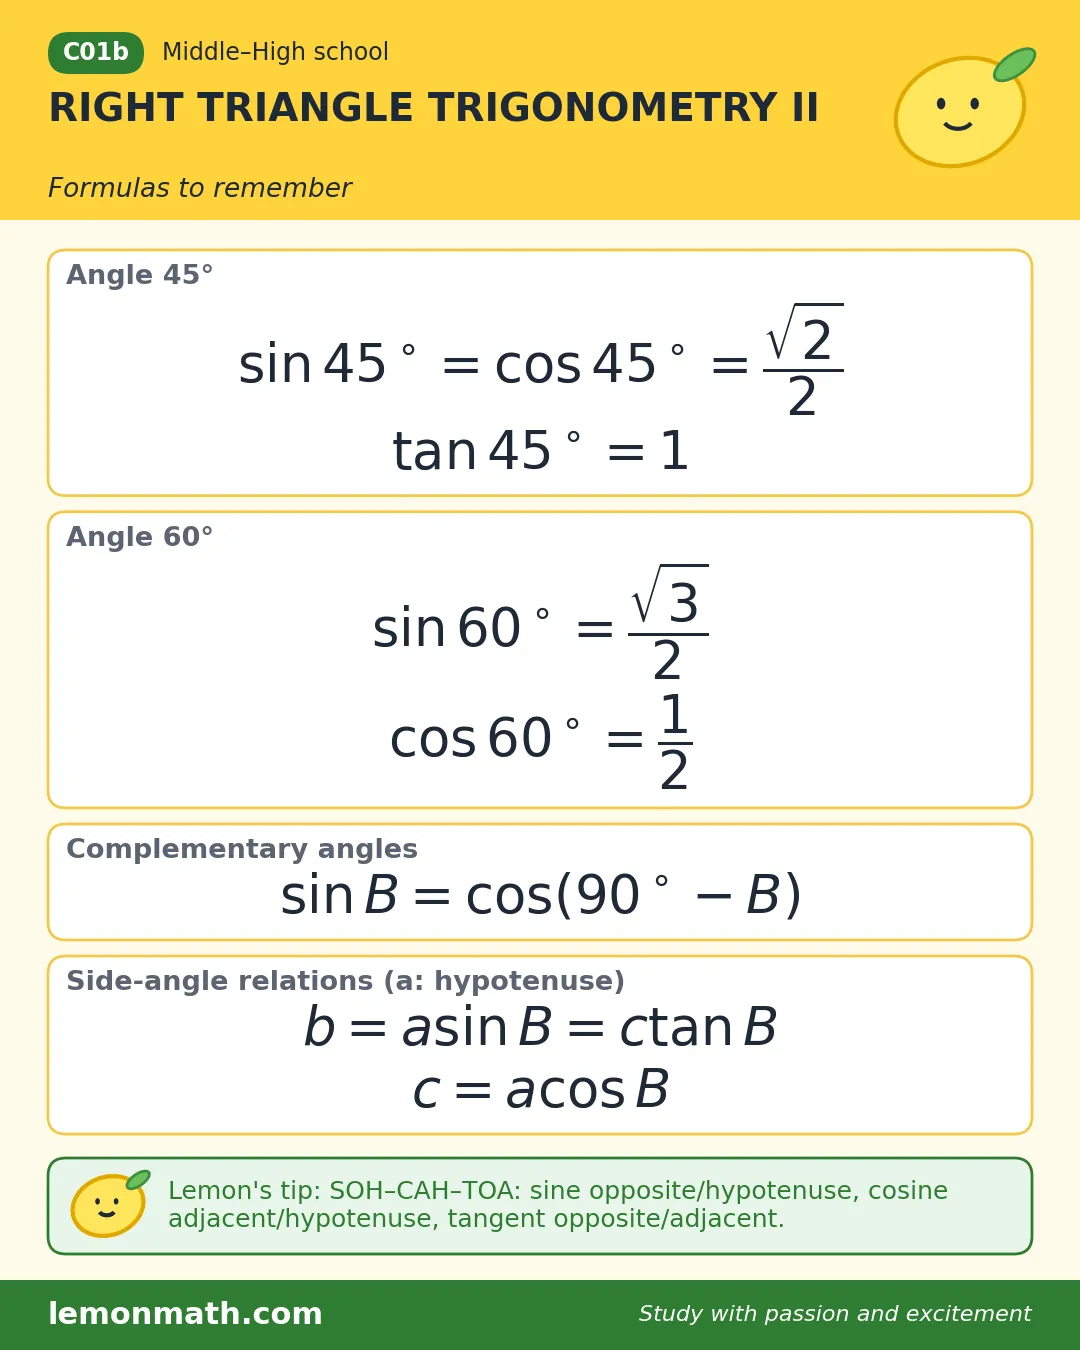 C01b Middle–High school
RIGHT TRIANGLE TRIGONOMETRY II
Formulas to remember
Angle 45°
sin 45° = cos 45° = √2/2
tan 45° = 1
Angle 60°
sin 60° = √3/2
cos 60° = 1/2
Complementary angles
sin B = cos(90° − B)
Side-angle relations (a: hypotenuse)
b = a sin B = c tan B
c = a cos B
Lemon's tip: SOH–CAH–TOA: sine opposite/hypotenuse, cosine
adjacent/hypotenuse, tangent opposite/adjacent.
lemonmath.com
Study with passion and excitement